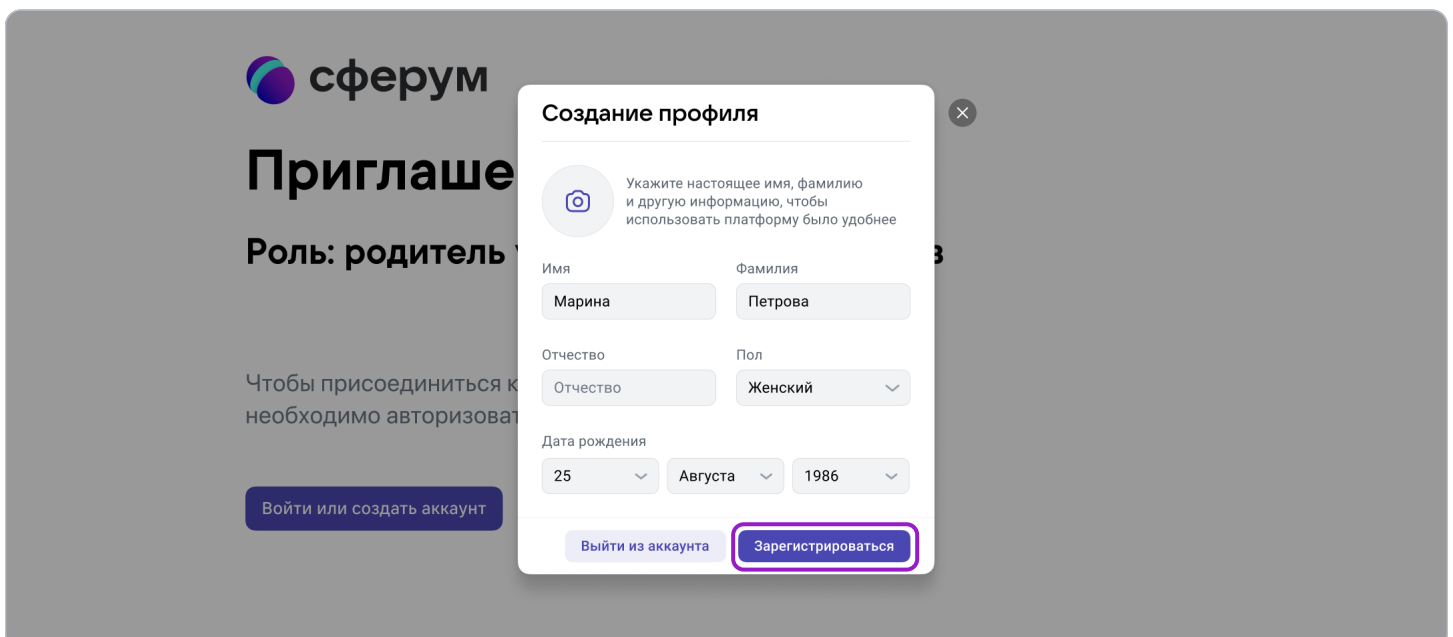 сферум
Приглаше
Роль: родитель
в
Чтобы присоединиться к
необходимо авторизоват
Войти или создать аккаунт
Создание профиля
Укажите настоящее имя, фамилию
и другую информацию, чтобы
использовать платформу было удобнее
Имя Фамилия
Марина Петрова
Отчество Пол
Отчество Женский
Дата рождения
25 Августа 1986
Выйти из аккаунта Зарегистрироваться